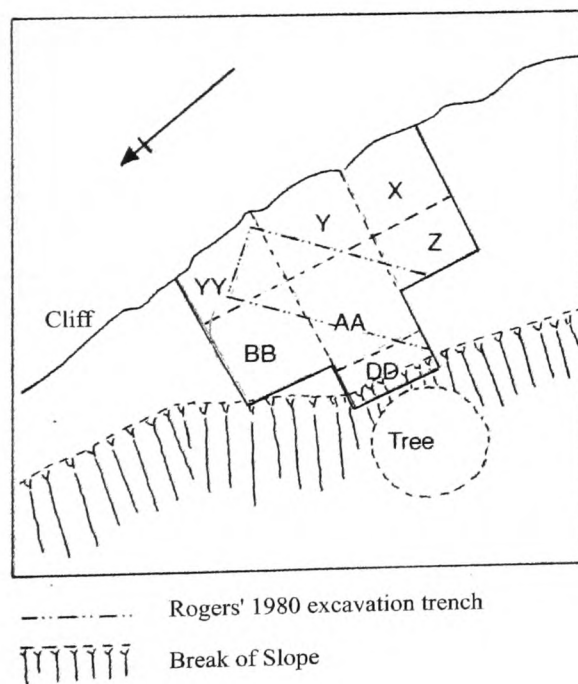 X
Y
Z
YY
Cliff
AA
BB
DD
Tree
Rogers' 1980 excavation trench
Break of Slope